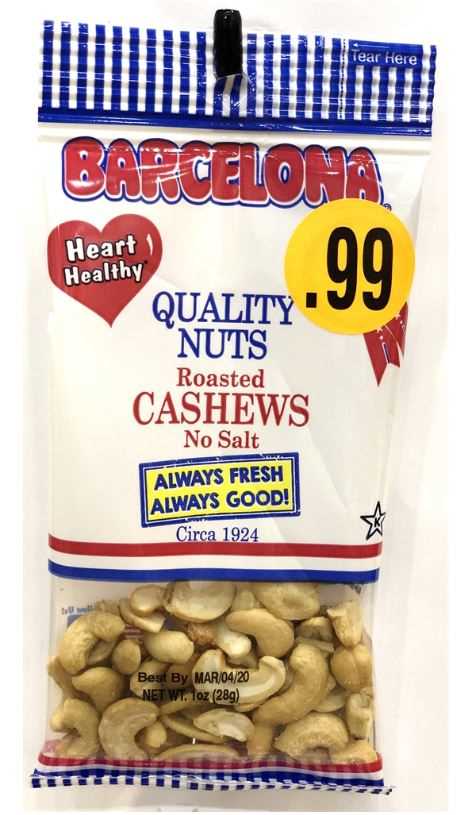 Tear Here
BARCELONA®
Heart
Healthy*
.99
QUALITY
NUTS
Roasted
CASHEWS
No Salt
ALWAYS FRESH
ALWAYS GOOD!
Circa 1924
K
Best By MAR/04/20
NET WT. 1oz (28g)